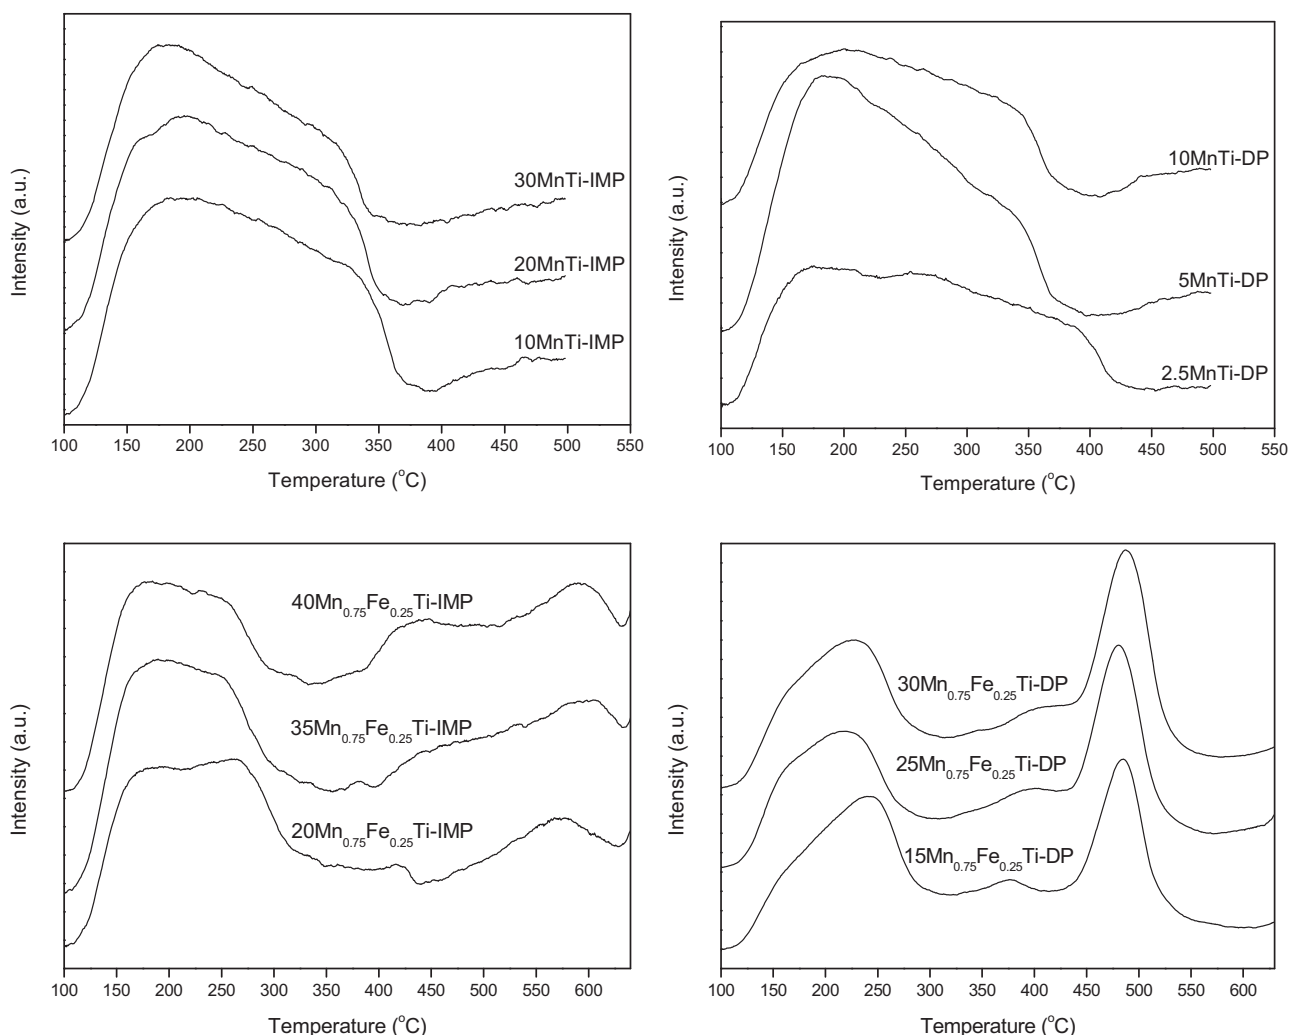 Intensity (a.u.)
30MnTi-IMP
20MnTi-IMP
10MnTi-IMP
100 150 200 250 300 350 400 450 500 550
Temperature (°C)
Intensity (a.u.)
10MnTi-DP
5MnTi-DP
2.5MnTi-DP
100 150 200 250 300 350 400 450 500 550
Temperature (°C)
Intensity (a.u.)
40Mn₀.₇₅Fe₀.₂₅Ti-IMP
35Mn₀.₇₅Fe₀.₂₅Ti-IMP
20Mn₀.₇₅Fe₀.₂₅Ti-IMP
100 150 200 250 300 350 400 450 500 550 600
Temperature (°C)
Intensity (a.u.)
30Mn₀.₇₅Fe₀.₂₅Ti-DP
25Mn₀.₇₅Fe₀.₂₅Ti-DP
15Mn₀.₇₅Fe₀.₂₅Ti-DP
100 150 200 250 300 350 400 450 500 550 600
Temperature (°C)